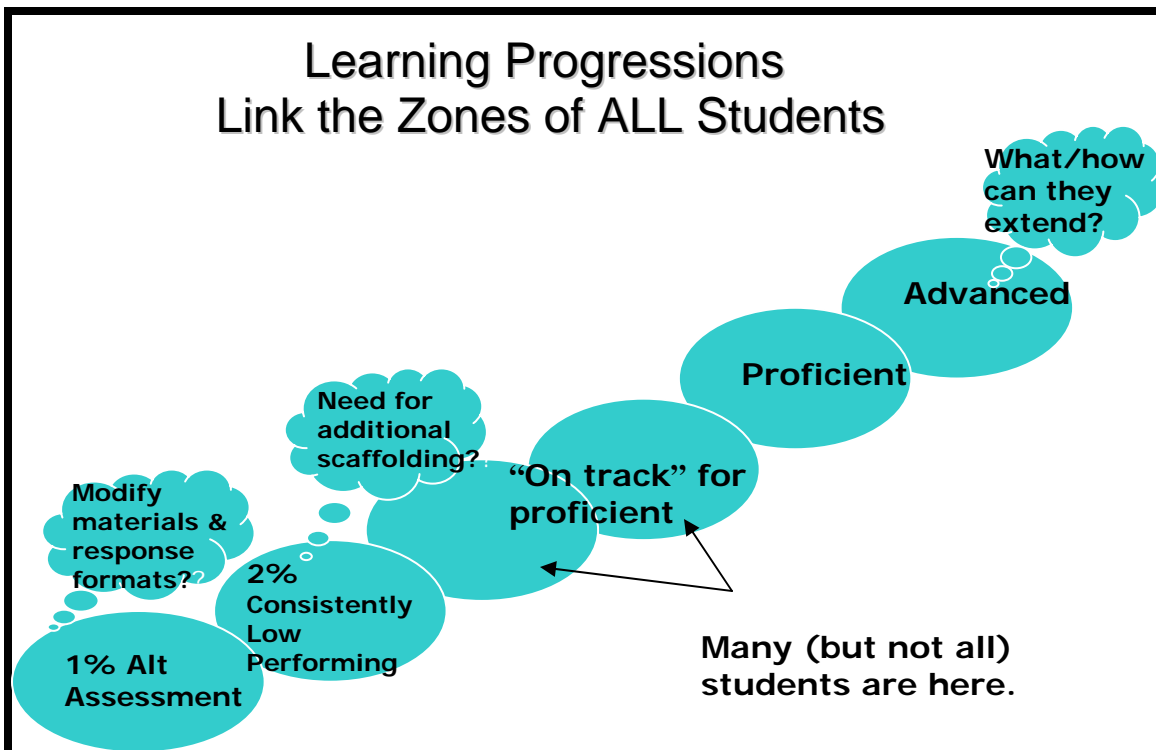 Learning Progressions
Link the Zones of ALL Students
What/how
can they
extend?
Advanced
Proficient
Need for
additional
scaffolding?
“On track” for
proficient
Modify
materials &
response
formats??
2%
Consistently
Low
Performing
1% Alt
Assessment
Many (but not all)
students are here.